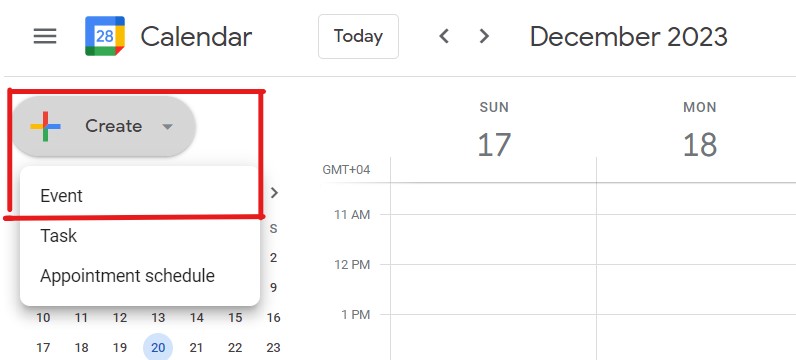 28 Calendar Today December 2023
Create
SUN MON
17 18
GMT+04
Event
11 AM
S
Task
2
12 PM
Appointment schedule
9
10 11 12 13 14 15 16
1 PM
17 18 19 20 21 22 23